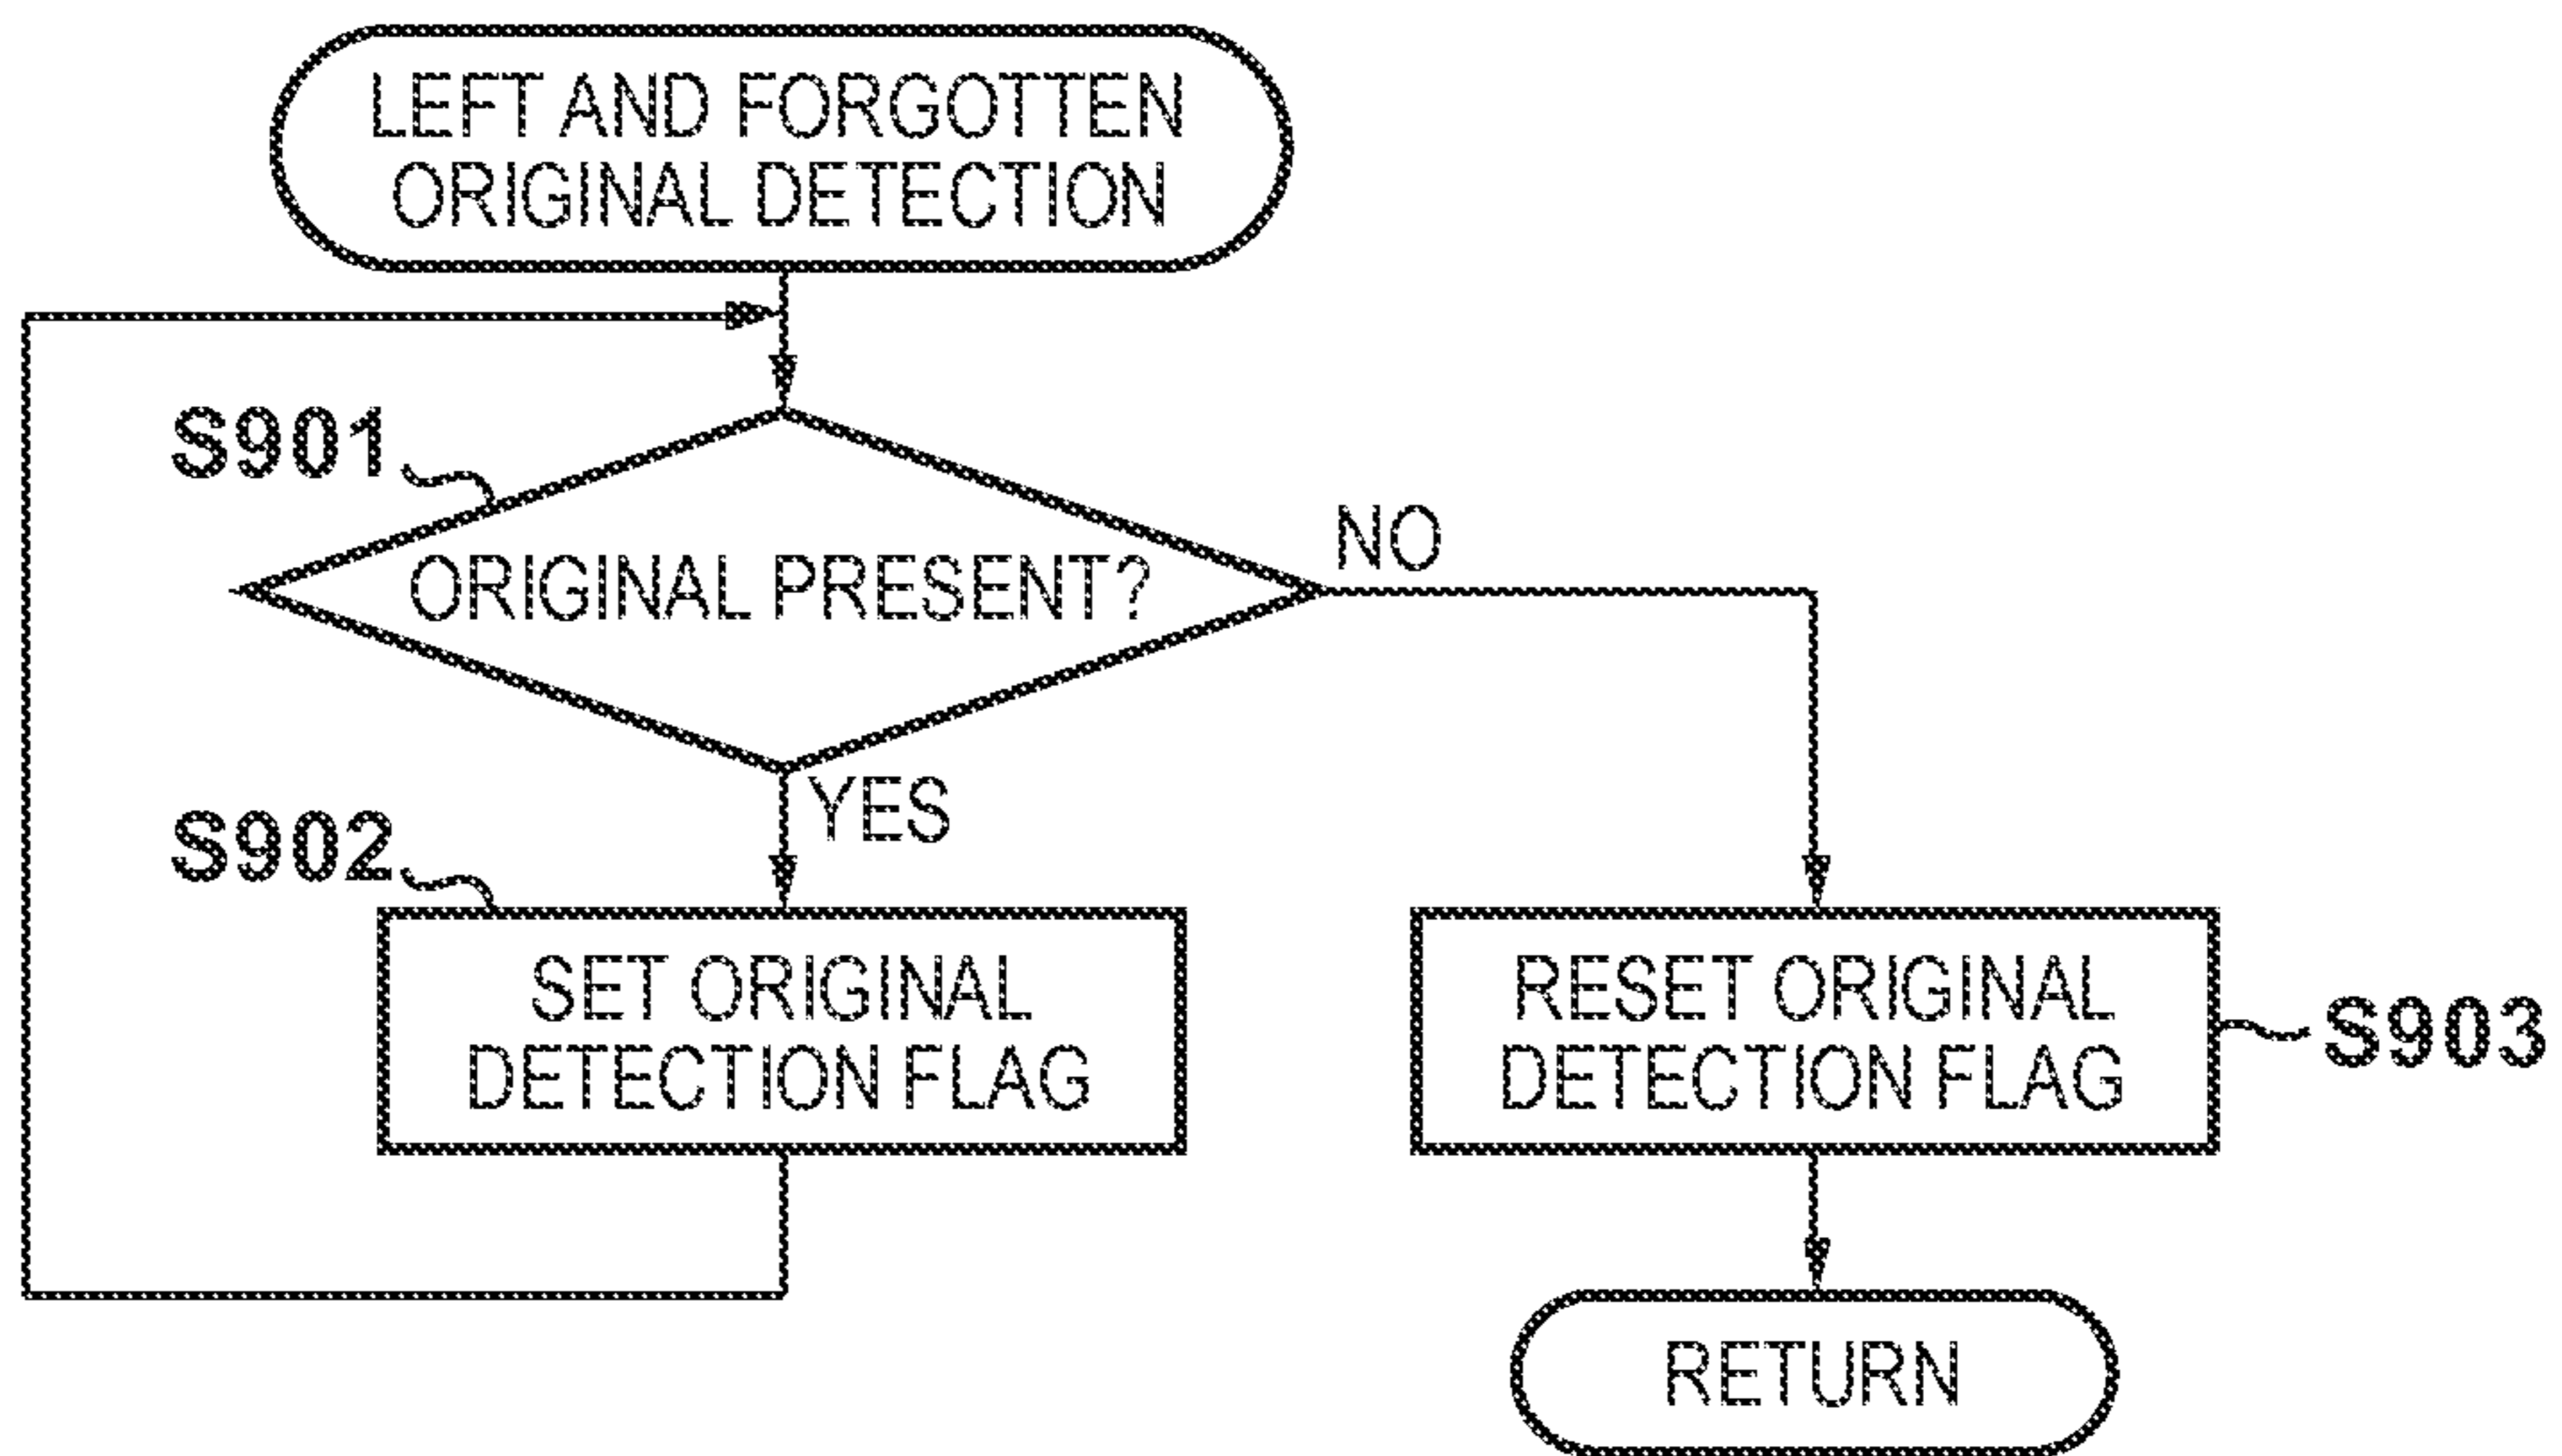 LEFT AND FORGOTTEN
ORIGINAL DETECTION
S901
ORIGINAL PRESENT?
NO
YES
S902
SET ORIGINAL
DETECTION FLAG
RESET ORIGINAL
DETECTION FLAG
S903
RETURN